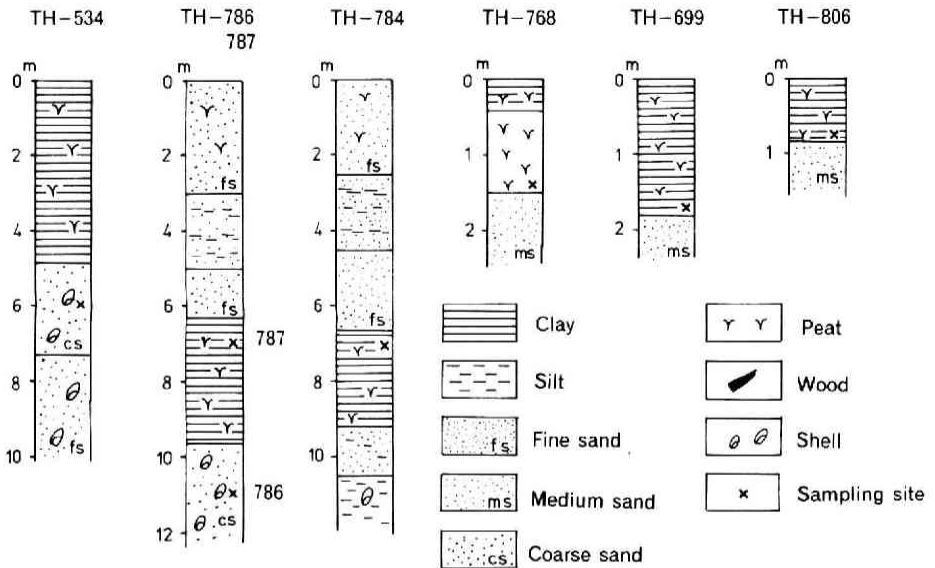 TH-534 TH-786 TH-784 TH-768 TH-699 TH-806
787
m m m m m m
0 0 0 0 0 0
2 2 2 1 1 1
4 4 4 2 2
6 6 6
8 8 8
10 10 10
12
cs
fs
fs
fs
787
786
cs
fs
fs
ms
ms
ms
Clay
Silt
fs Fine sand
ms Medium sand
cs Coarse sand
Peat
Wood
Shell
Sampling site